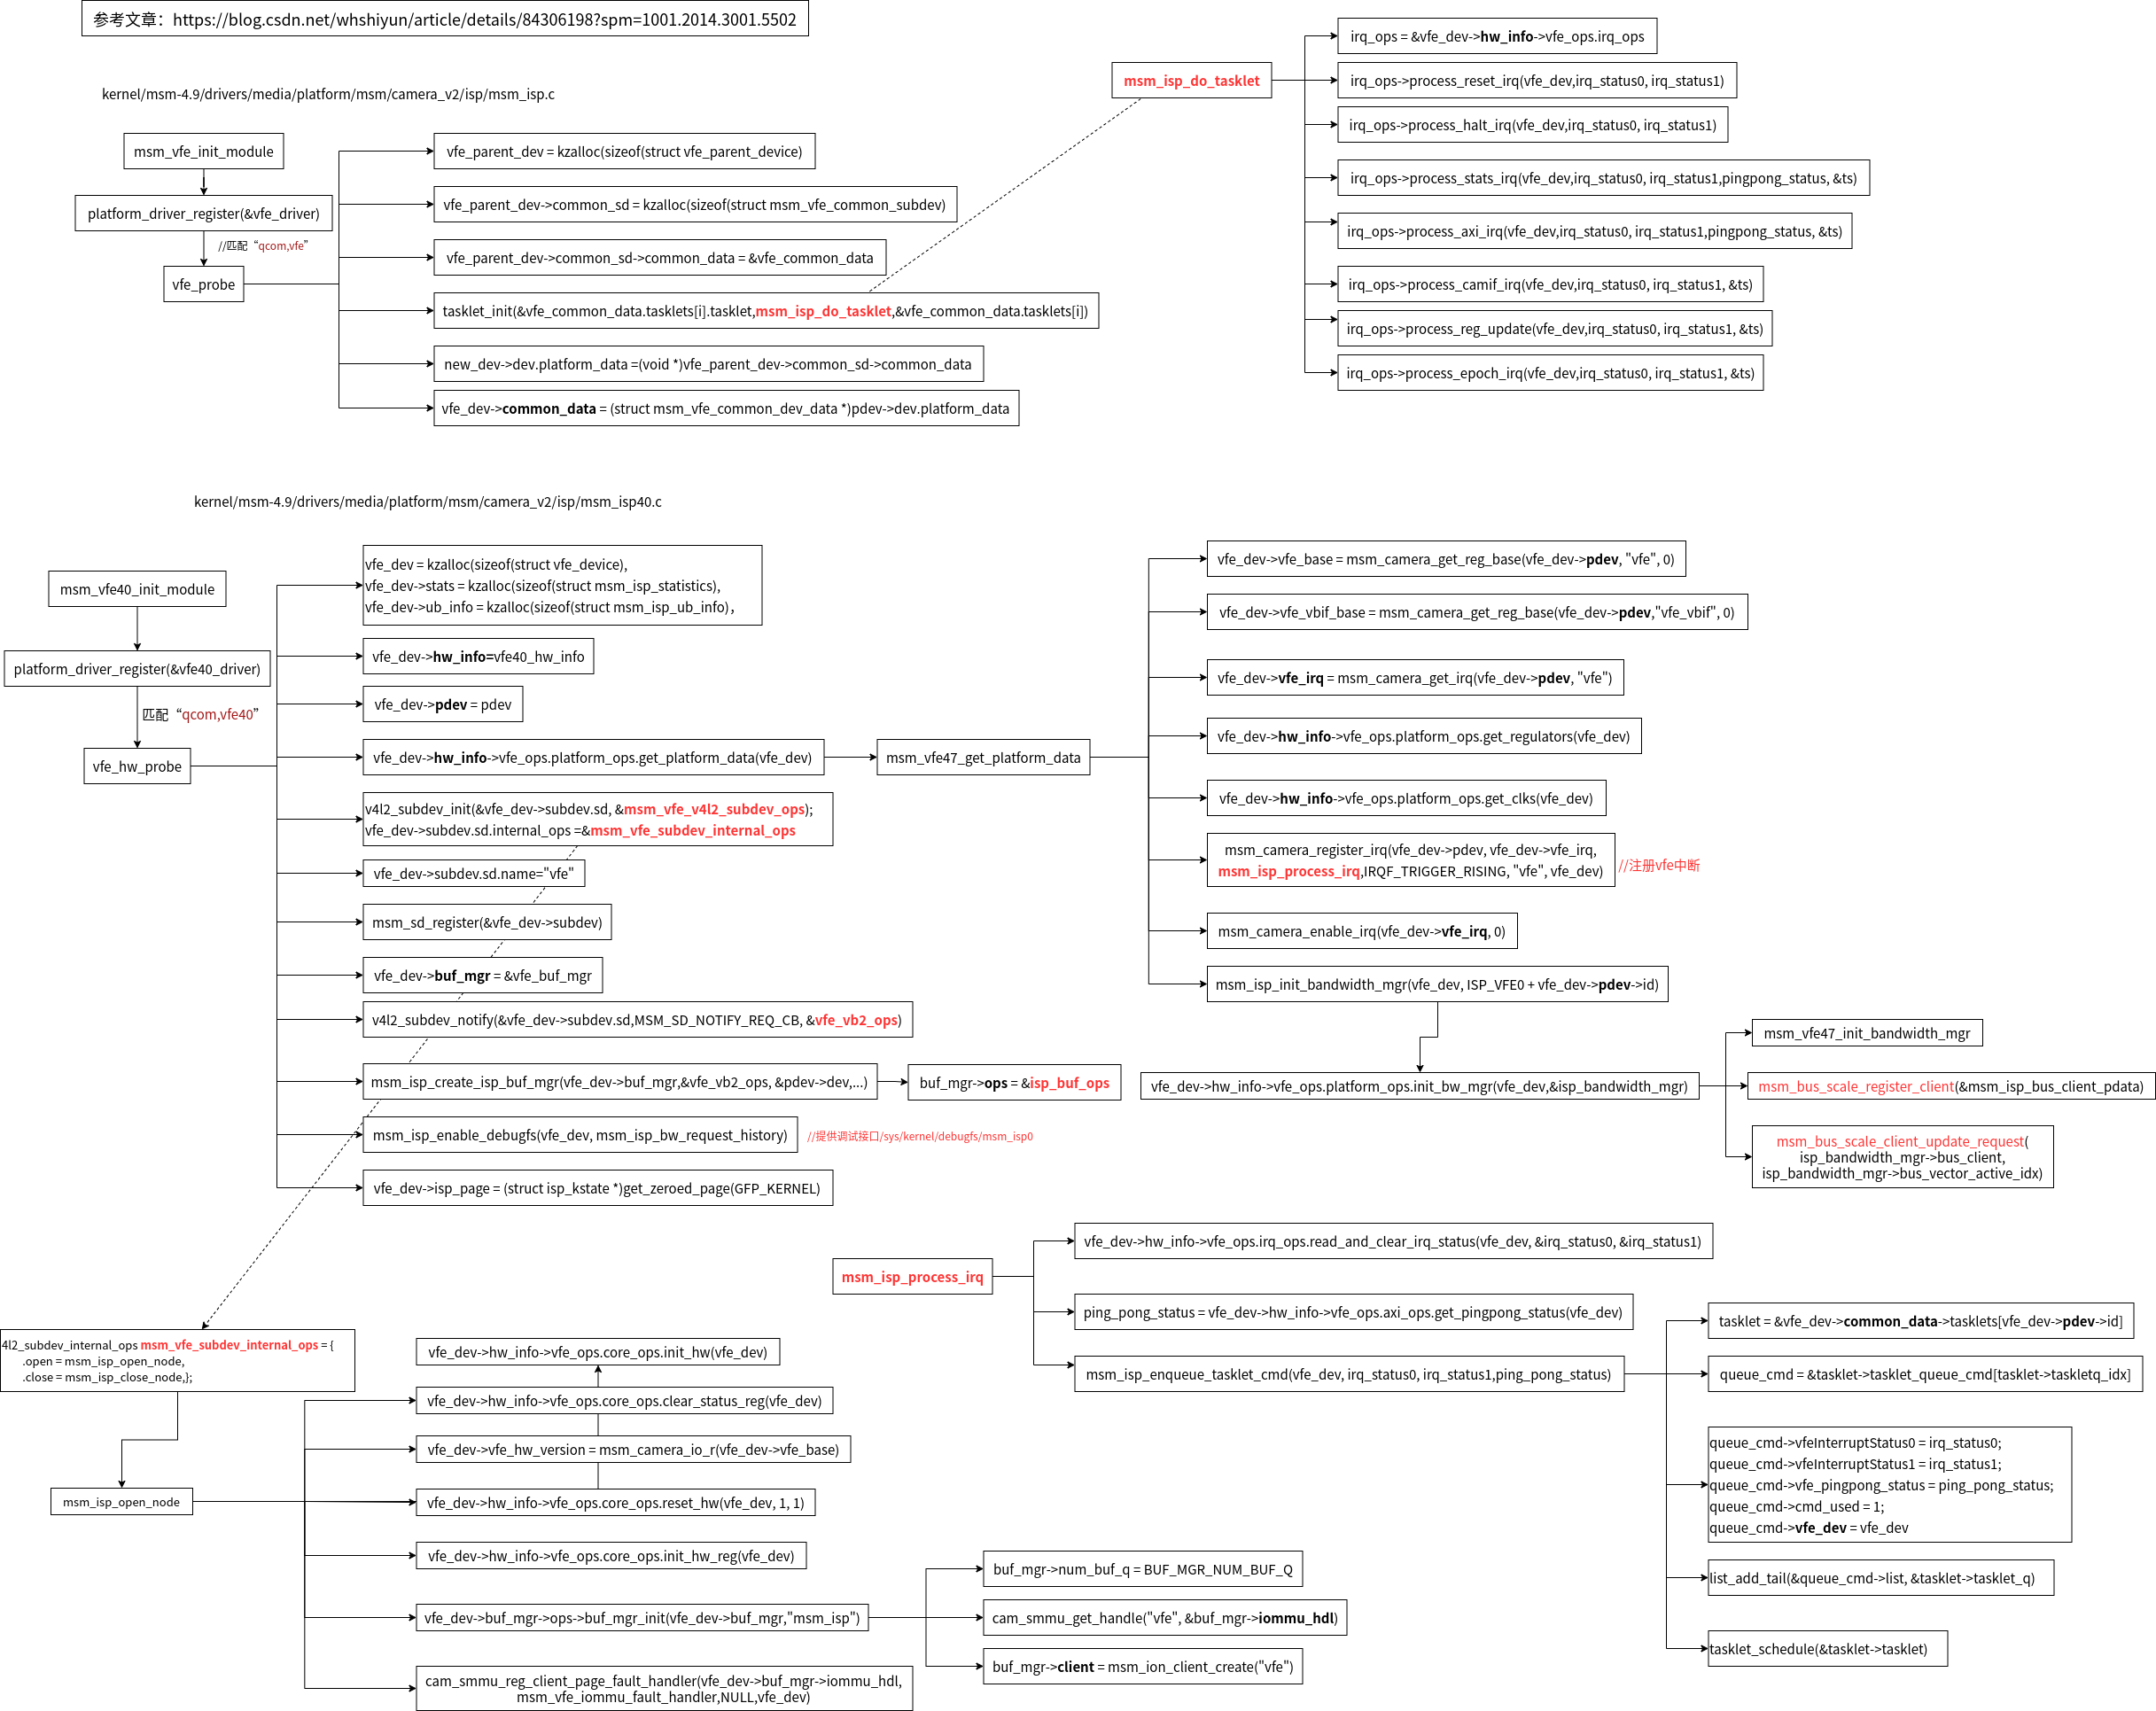 参考文章：https://blog.csdn.net/whshiyun/article/details/84306198?spm=1001.2014.3001.5502
kernel/msm-4.9/drivers/media/platform/msm/camera_v2/isp/msm_isp.c
msm_vfe_init_module
platform_driver_register(&vfe_driver)
//匹配“qcom,vfe”
vfe_probe
vfe_parent_dev = kzalloc(sizeof(struct vfe_parent_device)
vfe_parent_dev->common_sd = kzalloc(sizeof(struct msm_vfe_common_subdev)
vfe_parent_dev->common_sd->common_data = &vfe_common_data
tasklet_init(&vfe_common_data.tasklets[i].tasklet,msm_isp_do_tasklet,&vfe_common_data.tasklets[i])
new_dev->dev.platform_data =(void *)vfe_parent_dev->common_sd->common_data
vfe_dev->common_data = (struct msm_vfe_common_dev_data *)pdev->dev.platform_data
msm_isp_do_tasklet
irq_ops = &vfe_dev->hw_info->vfe_ops.irq_ops
irq_ops->process_reset_irq(vfe_dev,irq_status0, irq_status1)
irq_ops->process_halt_irq(vfe_dev,irq_status0, irq_status1)
irq_ops->process_stats_irq(vfe_dev,irq_status0, irq_status1,pingpong_status, &ts)
irq_ops->process_axi_irq(vfe_dev,irq_status0, irq_status1,pingpong_status, &ts)
irq_ops->process_camif_irq(vfe_dev,irq_status0, irq_status1, &ts)
irq_ops->process_reg_update(vfe_dev,irq_status0, irq_status1, &ts)
irq_ops->process_epoch_irq(vfe_dev,irq_status0, irq_status1, &ts)
kernel/msm-4.9/drivers/media/platform/msm/camera_v2/isp/msm_isp40.c
msm_vfe40_init_module
platform_driver_register(&vfe40_driver)
匹配“qcom,vfe40”
vfe_hw_probe
vfe_dev = kzalloc(sizeof(struct vfe_device),
vfe_dev->stats = kzalloc(sizeof(struct msm_isp_statistics),
vfe_dev->ub_info = kzalloc(sizeof(struct msm_isp_ub_info)，
vfe_dev->hw_info=vfe40_hw_info
vfe_dev->pdev = pdev
vfe_dev->hw_info->vfe_ops.platform_ops.get_platform_data(vfe_dev)
v4l2_subdev_init(&vfe_dev->subdev.sd, &msm_vfe_v4l2_subdev_ops);
vfe_dev->subdev.sd.internal_ops =&msm_vfe_subdev_internal_ops
vfe_dev->subdev.sd.name="vfe"
msm_sd_register(&vfe_dev->subdev)
vfe_dev->buf_mgr = &vfe_buf_mgr
v4l2_subdev_notify(&vfe_dev->subdev.sd,MSM_SD_NOTIFY_REQ_CB, &vfe_vb2_ops)
msm_isp_create_isp_buf_mgr(vfe_dev->buf_mgr,&vfe_vb2_ops, &pdev->dev,...)
buf_mgr->ops = &isp_buf_ops
msm_isp_enable_debugfs(vfe_dev, msm_isp_bw_request_history)
//提供调试接口/sys/kernel/debugfs/msm_isp0
vfe_dev->isp_page = (struct isp_kstate *)get_zeroed_page(GFP_KERNEL)
msm_vfe47_get_platform_data
vfe_dev->vfe_base = msm_camera_get_reg_base(vfe_dev->pdev, "vfe", 0)
vfe_dev->vfe_vbif_base = msm_camera_get_reg_base(vfe_dev->pdev,"vfe_vbif", 0)
vfe_dev->vfe_irq = msm_camera_get_irq(vfe_dev->pdev, "vfe")
vfe_dev->hw_info->vfe_ops.platform_ops.get_regulators(vfe_dev)
vfe_dev->hw_info->vfe_ops.platform_ops.get_clks(vfe_dev)
msm_camera_register_irq(vfe_dev->pdev, vfe_dev->vfe_irq,
msm_isp_process_irq,IRQF_TRIGGER_RISING, "vfe", vfe_dev)
//注册vfe中断
msm_camera_enable_irq(vfe_dev->vfe_irq, 0)
msm_isp_init_bandwidth_mgr(vfe_dev, ISP_VFE0 + vfe_dev->pdev->id)
vfe_dev->hw_info->vfe_ops.platform_ops.init_bw_mgr(vfe_dev,&isp_bandwidth_mgr)
msm_vfe47_init_bandwidth_mgr
msm_bus_scale_register_client(&msm_isp_bus_client_pdata)
msm_bus_scale_client_update_request(
isp_bandwidth_mgr->bus_client,
isp_bandwidth_mgr->bus_vector_active_idx)
msm_isp_process_irq
vfe_dev->hw_info->vfe_ops.irq_ops.read_and_clear_irq_status(vfe_dev, &irq_status0, &irq_status1)
ping_pong_status = vfe_dev->hw_info->vfe_ops.axi_ops.get_pingpong_status(vfe_dev)
msm_isp_enqueue_tasklet_cmd(vfe_dev, irq_status0, irq_status1,ping_pong_status)
tasklet = &vfe_dev->common_data->tasklets[vfe_dev->pdev->id]
queue_cmd = &tasklet->tasklet_queue_cmd[tasklet->taskletq_idx]
queue_cmd->vfeInterruptStatus0 = irq_status0;
queue_cmd->vfeInterruptStatus1 = irq_status1;
queue_cmd->vfe_pingpong_status = ping_pong_status;
queue_cmd->cmd_used = 1;
queue_cmd->vfe_dev = vfe_dev
list_add_tail(&queue_cmd->list, &tasklet->tasklet_q)
tasklet_schedule(&tasklet->tasklet)
4l2_subdev_internal_ops msm_vfe_subdev_internal_ops = {
.open = msm_isp_open_node,
.close = msm_isp_close_node,};
msm_isp_open_node
vfe_dev->hw_info->vfe_ops.core_ops.init_hw(vfe_dev)
vfe_dev->hw_info->vfe_ops.core_ops.clear_status_reg(vfe_dev)
vfe_dev->vfe_hw_version = msm_camera_io_r(vfe_dev->vfe_base)
vfe_dev->hw_info->vfe_ops.core_ops.reset_hw(vfe_dev, 1, 1)
vfe_dev->hw_info->vfe_ops.core_ops.init_hw_reg(vfe_dev)
vfe_dev->buf_mgr->ops->buf_mgr_init(vfe_dev->buf_mgr,"msm_isp")
cam_smmu_reg_client_page_fault_handler(vfe_dev->buf_mgr->iommu_hdl,
msm_vfe_iommu_fault_handler,NULL,vfe_dev)
buf_mgr->num_buf_q = BUF_MGR_NUM_BUF_Q
cam_smmu_get_handle("vfe", &buf_mgr->iommu_hdl)
buf_mgr->client = msm_ion_client_create("vfe")